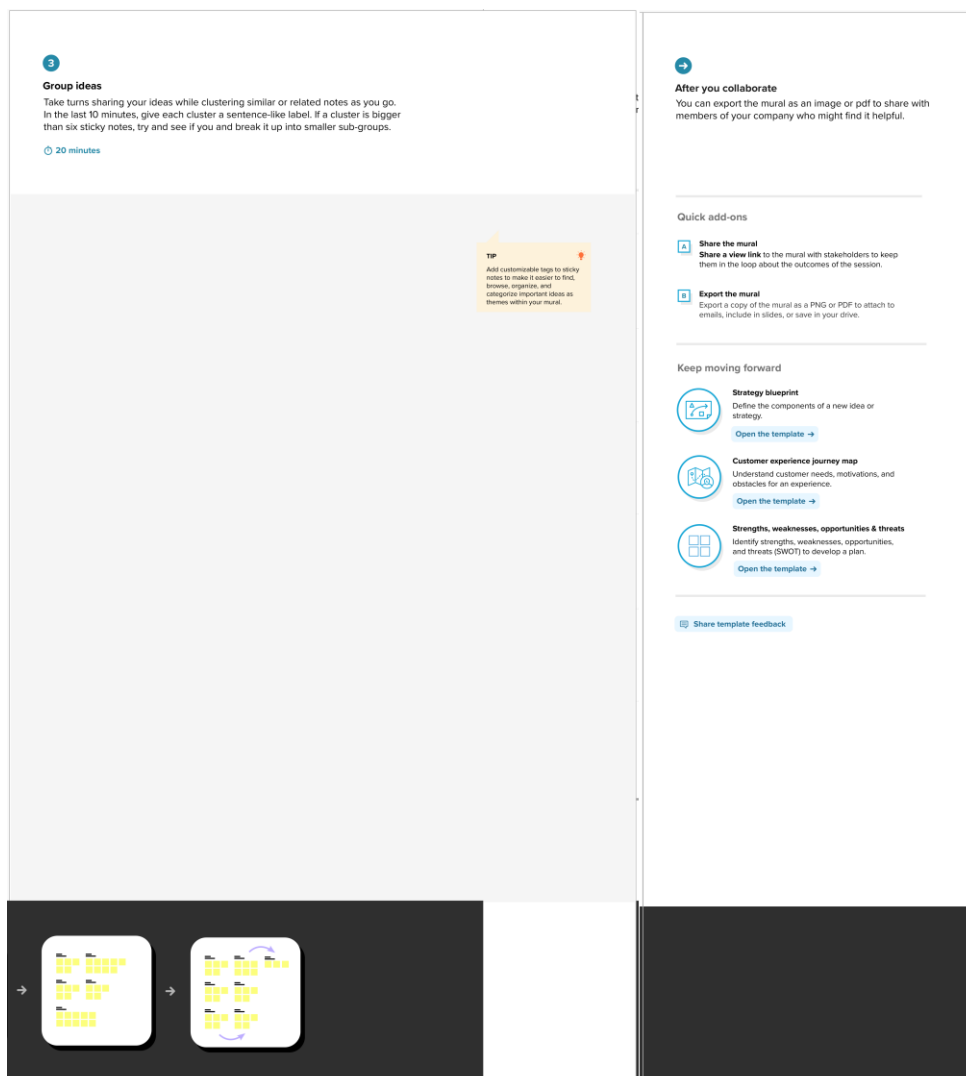 3
Group ideas
Take turns sharing your ideas while clustering similar or related notes as you go.
In the last 10 minutes, give each cluster a sentence-like label. If a cluster is bigger
than six sticky notes, try and see if you and break it up into smaller sub-groups.
20 minutes
TIP
Add customizable tags to sticky
notes to make it easier to find,
browse, organize, and
categorize important ideas as
themes within your mural.
t
r
After you collaborate
You can export the mural as an image or pdf to share with
members of your company who might find it helpful.
Quick add-ons
A
Share the mural
Share a view link to the mural with stakeholders to keep
them in the loop about the outcomes of the session.
B
Export the mural
Export a copy of the mural as a PNG or PDF to attach to
emails, include in slides, or save in your drive.
Keep moving forward
Strategy blueprint
Define the components of a new idea or
strategy.
Open the template →
Customer experience journey map
Understand customer needs, motivations, and
obstacles for an experience.
Open the template →
Strengths, weaknesses, opportunities & threats
Identify strengths, weaknesses, opportunities,
and threats (SWOT) to develop a plan.
Open the template →
Share template feedback